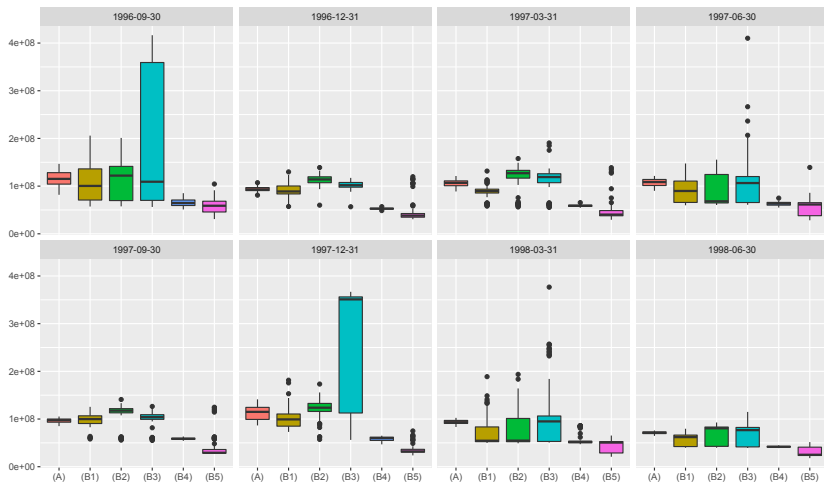 1996-09-30 1996-12-31 1997-03-31 1997-06-30
4e+08
3e+08
2e+08
1e+08
0e+00
1997-09-30 1997-12-31 1998-03-31 1998-06-30
4e+08
3e+08
2e+08
1e+08
0e+00
(A) (B1) (B2) (B3) (B4) (B5) (A) (B1) (B2) (B3) (B4) (B5) (A) (B1) (B2) (B3) (B4) (B5) (A) (B1) (B2) (B3) (B4) (B5)